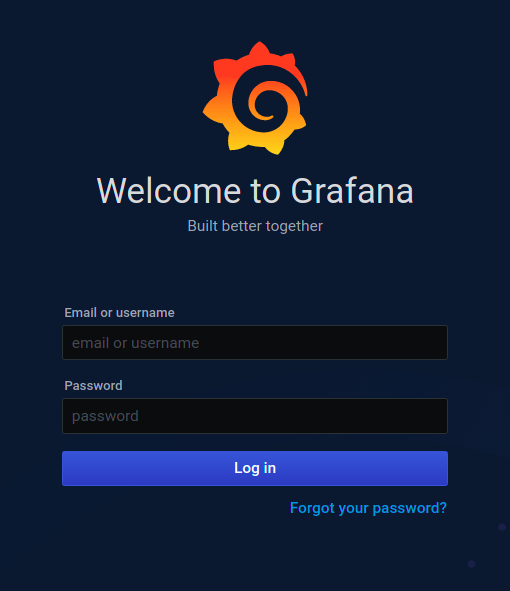 Welcome to Grafana
Built better together
Email or username
email or username
Password
password
Log in
Forgot your password?